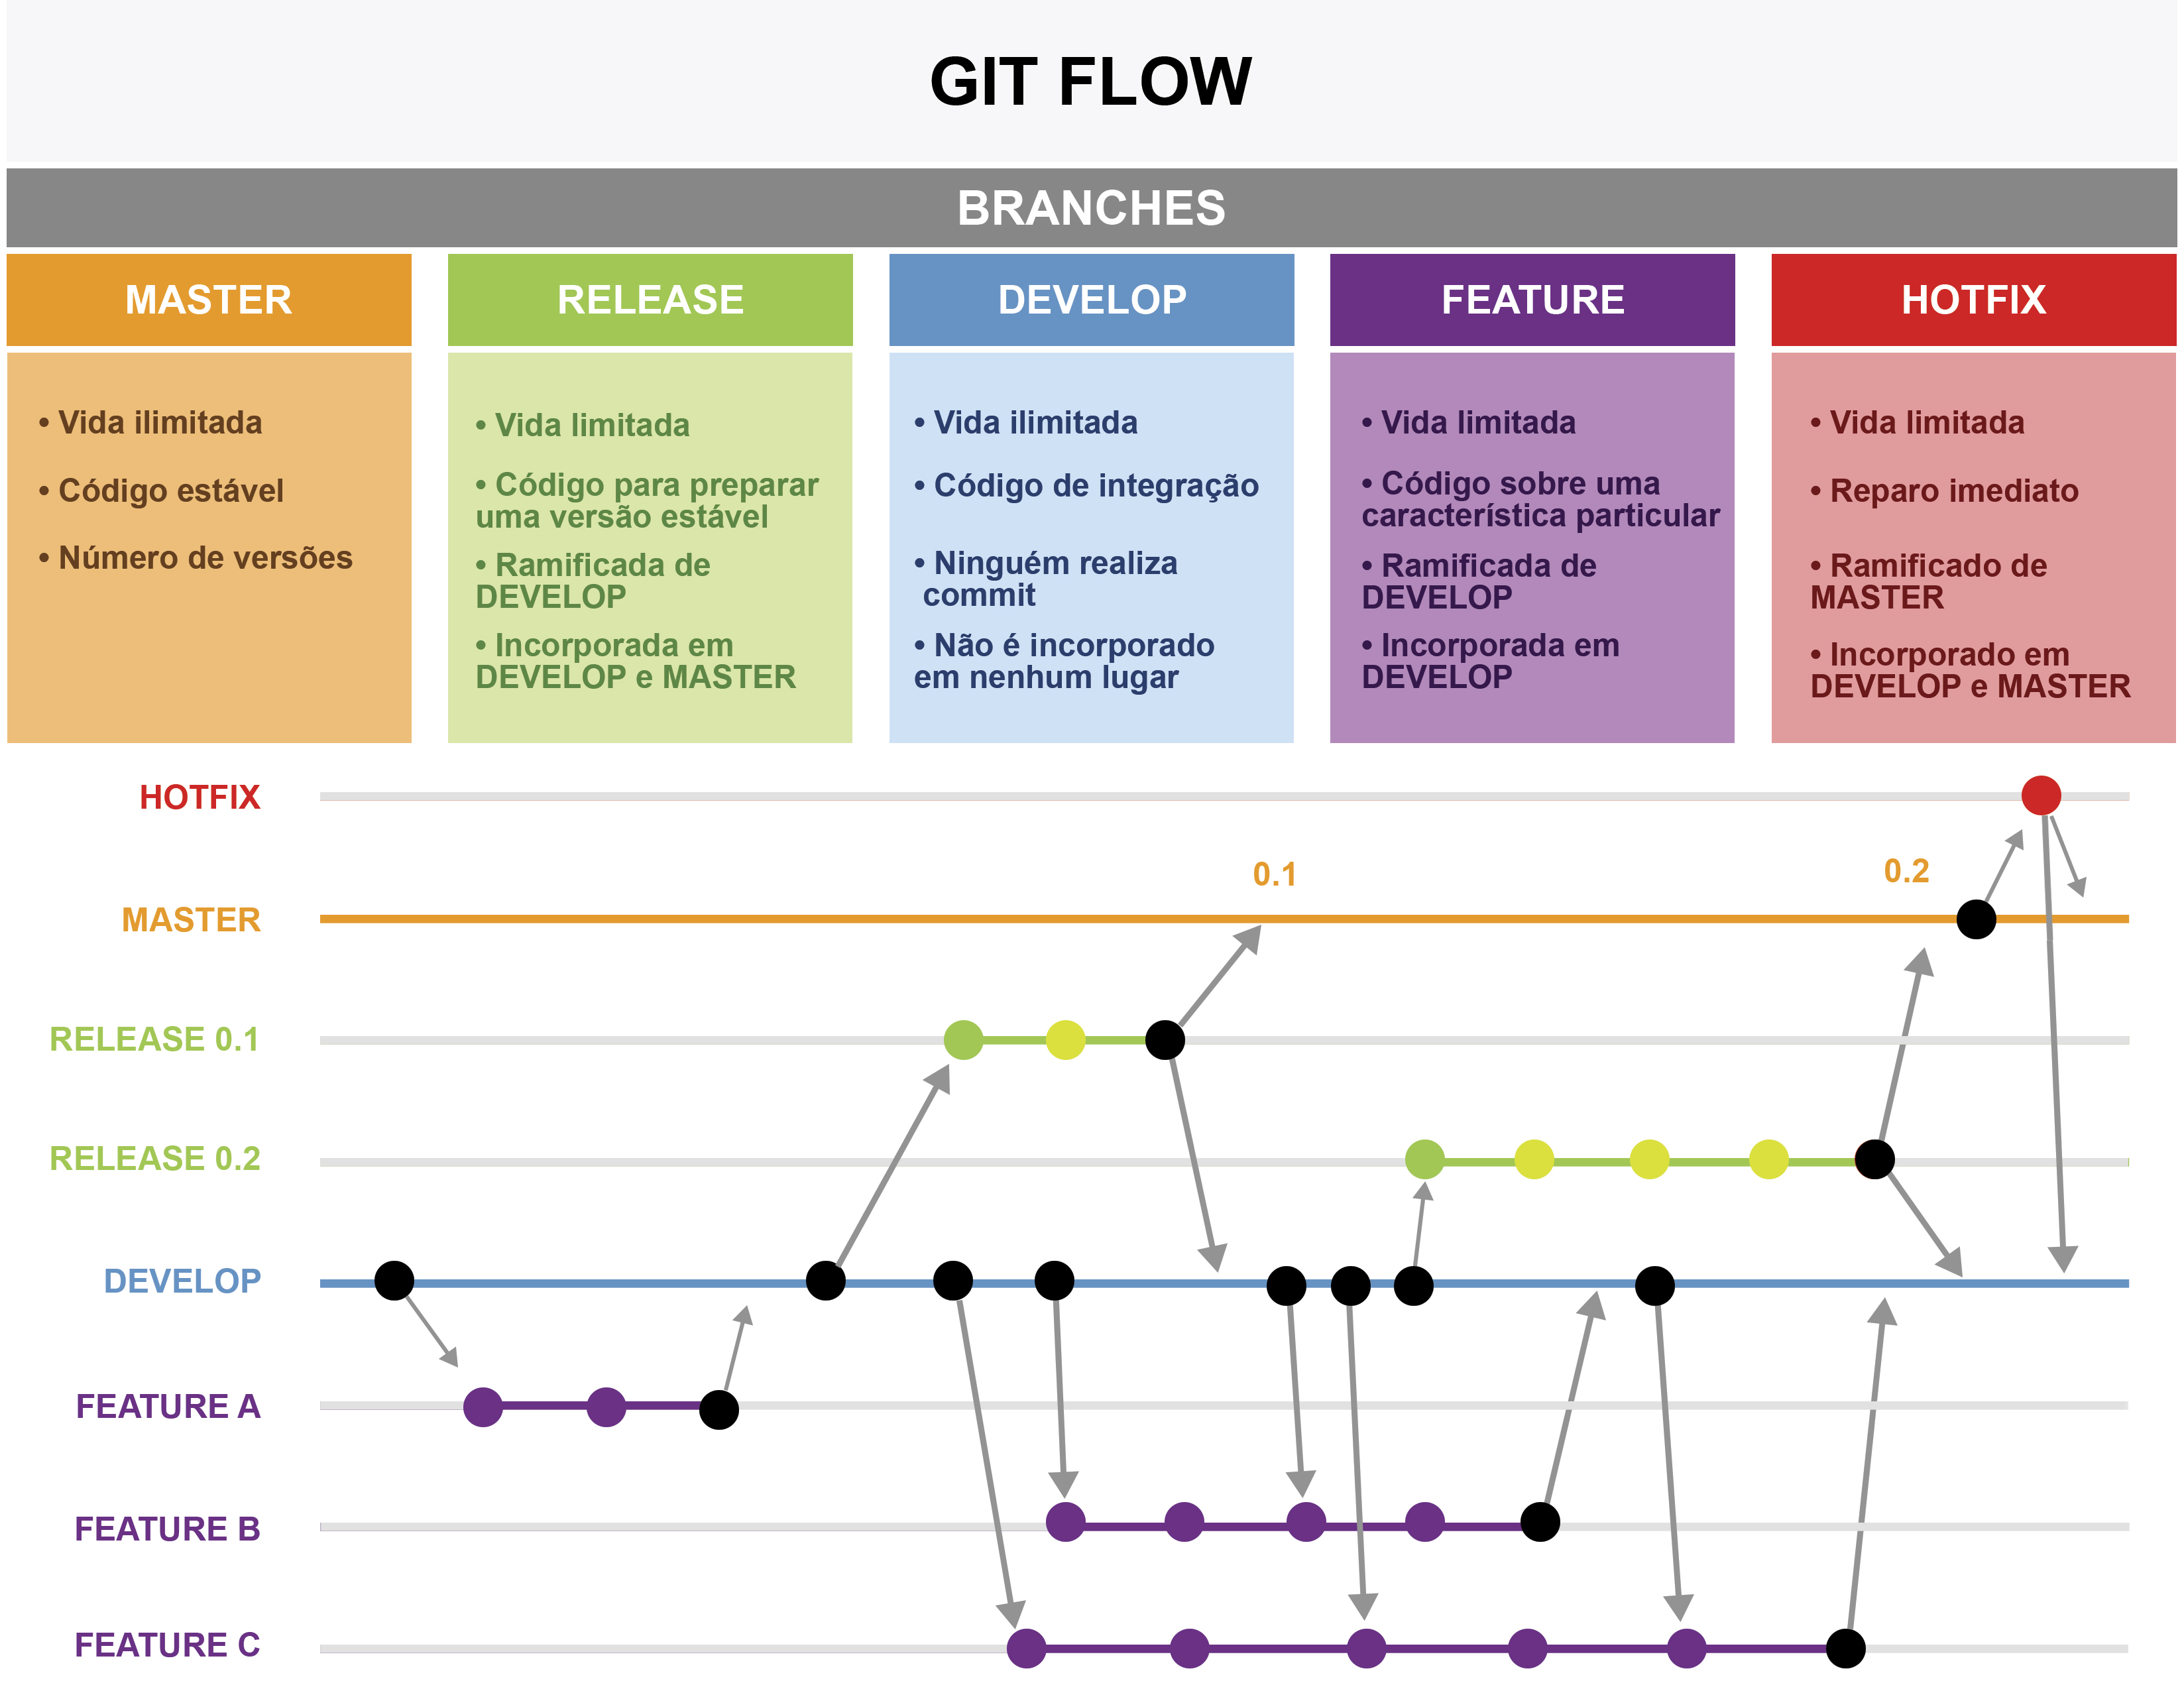 GIT FLOW
BRANCHES
MASTER
• Vida ilimitada
• Código estável
• Número de versões
RELEASE
• Vida limitada
• Código para preparar
uma versão estável
• Ramificada de
DEVELOP
• Incorporada em
DEVELOP e MASTER
DEVELOP
• Vida ilimitada
• Código de integração
• Ninguém realiza
commit
• Não é incorporado
em nenhum lugar
FEATURE
• Vida limitada
• Código sobre uma
característica particular
• Ramificada de
DEVELOP
• Incorporada em
DEVELOP
HOTFIX
• Vida limitada
• Reparo imediato
• Ramificado de
MASTER
• Incorporado em
DEVELOP e MASTER
HOTFIX
0.1
0.2
MASTER
RELEASE 0.1
RELEASE 0.2
DEVELOP
FEATURE A
FEATURE B
FEATURE C